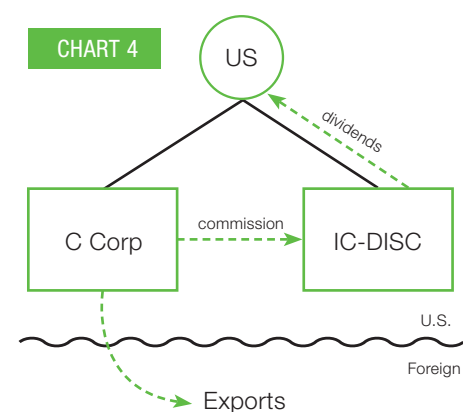 CHART 4
US
dividends
C Corp
commission
IC-DISC
U.S.
Foreign
Exports